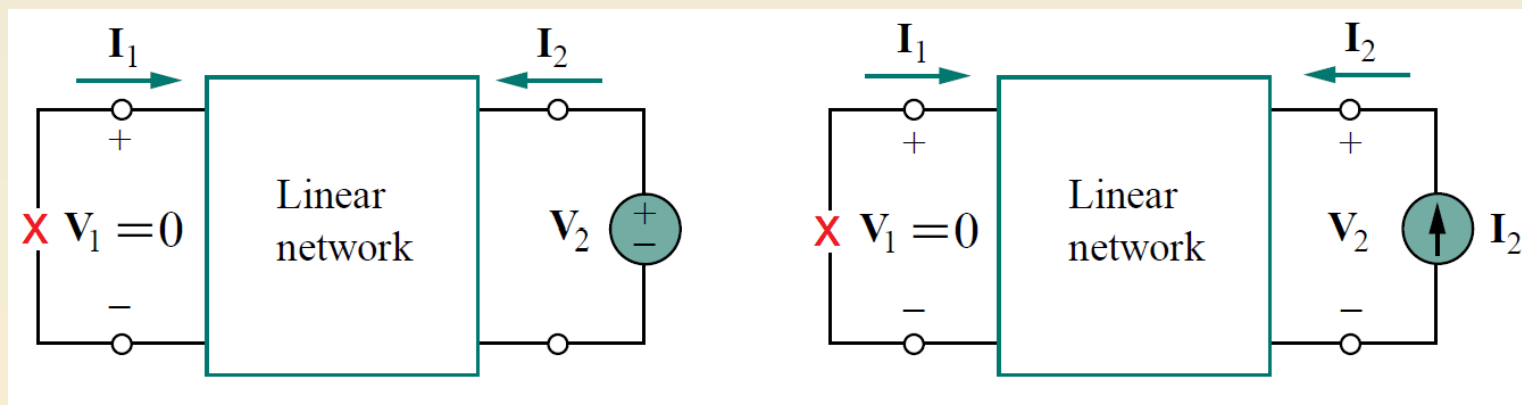 I₁
I₂
+
V₁ = 0
−
Linear
network
V₂
+
−
I₁
I₂
+
V₁ = 0
−
Linear
network
+
V₂
−
I₂
X
X